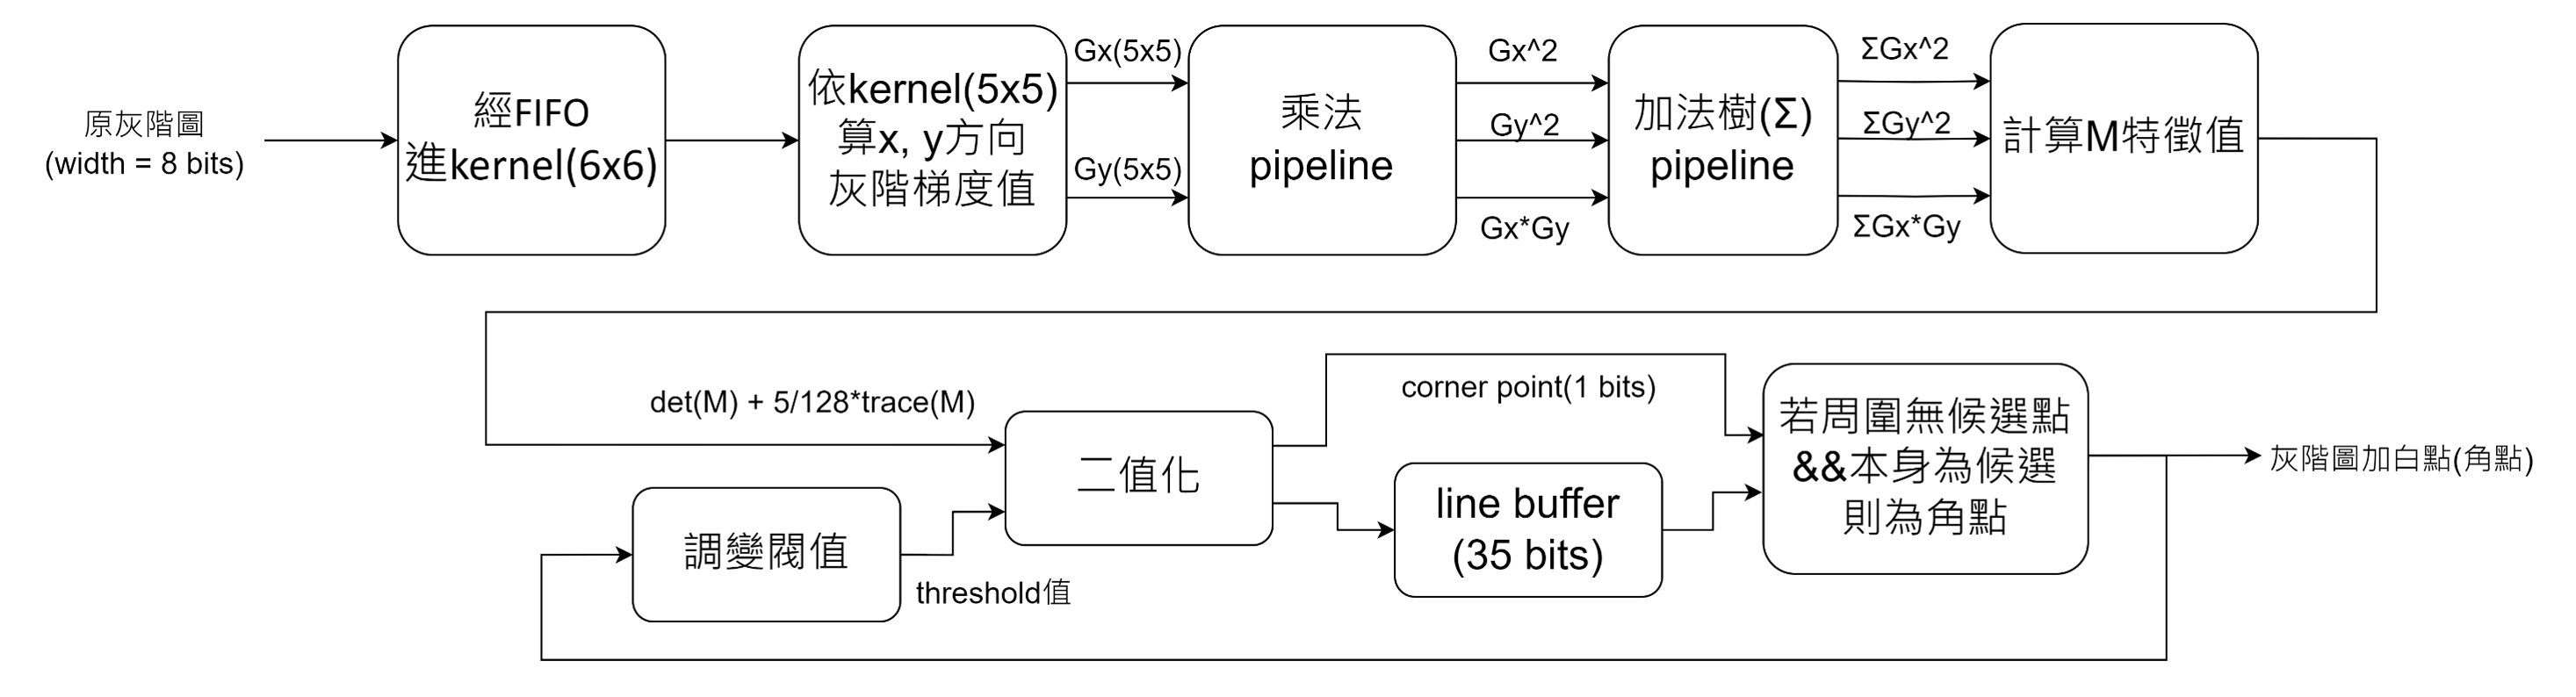 原灰階圖
(width = 8 bits)
經FIFO
進kernel(6x6)
依kernel(5x5)
算x, y方向
灰階梯度值
Gx(5x5)
Gy(5x5)
乘法
pipeline
Gx^2
Gy^2
Gx*Gy
加法樹(Σ)
pipeline
ΣGx^2
ΣGy^2
ΣGx*Gy
計算M特徵值
det(M) + 5/128*trace(M)
調變閥值
threshold值
二值化
corner point(1 bits)
line buffer
(35 bits)
若周圍無候選點
&&本身為候選
則為角點
灰階圖加白點(角點)